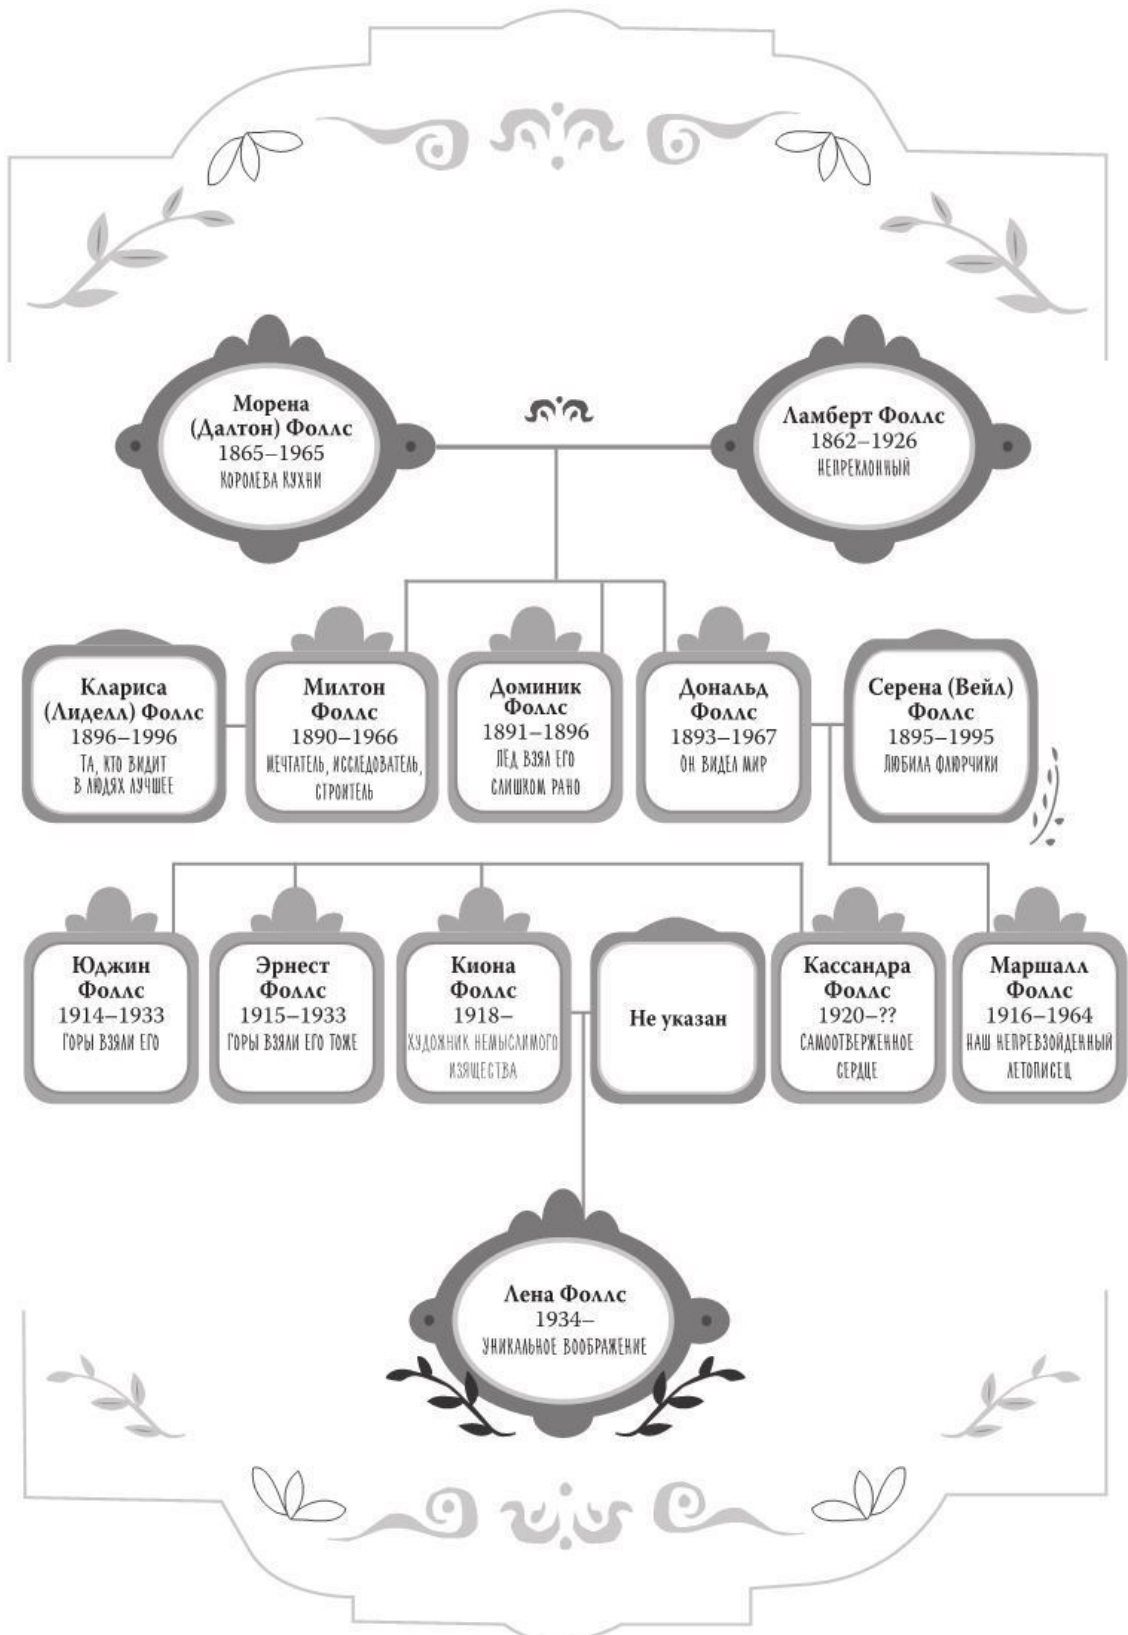 Морена
(Далтон) Фоллс
1865–1965
КОРОЛЕВА КУХНИ
Ламберт Фоллс
1862–1926
НЕПРЕКЛОННЫЙ
Клариса
(Лиделл) Фоллс
1896–1996
ТА, КТО ВИДИТ
В ЛЮДЯХ ЛУЧШЕЕ
Милтон
Фоллс
1890–1966
МЕЧТАТЕЛЬ, ИССЛЕДОВАТЕЛЬ,
СТРОИТЕЛЬ
Доминик
Фоллс
1891–1896
ЛЁД ВЗЯЛ ЕГО
СЛИШКОМ РАНО
Дональд
Фоллс
1893–1967
ОН ВИДЕЛ МИР
Серена (Вейл)
Фоллс
1895–1995
ЛЮБИЛА ФЛЮРЧИКИ
Юджин
Фоллс
1914–1933
ГОРЫ ВЗЯЛИ ЕГО
Эрнест
Фоллс
1915–1933
ГОРЫ ВЗЯЛИ ЕГО ТОЖЕ
Киона
Фоллс
1918–
ХУДОЖНИК НЕМЫСЛИМОГО
ИЗЯЩЕСТВА
Не указан
Кассандра
Фоллс
1920–??
САМООТВЕРЖЕННОЕ
СЕРДЦЕ
Маршалл
Фоллс
1916–1964
НАШ НЕПРЕВЗОЙДЕННЫЙ
ЛЕТОПИСЕЦ
Лена Фоллс
1934–
УНИКАЛЬНОЕ ВООБРАЖЕНИЕ